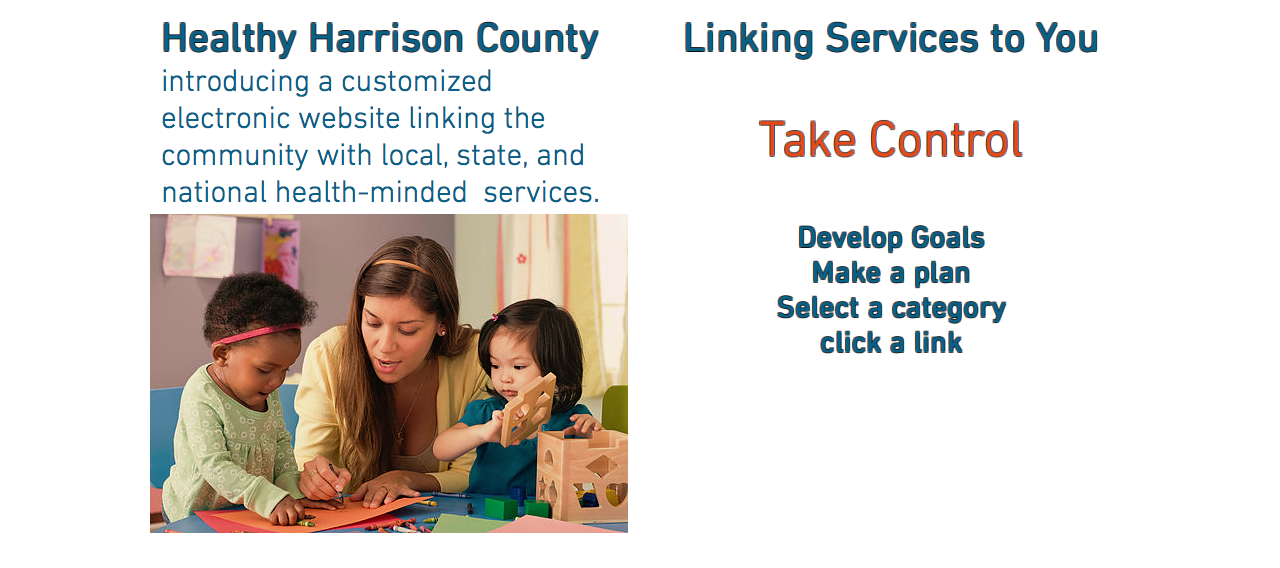 Healthy Harrison County
introducing a customized
electronic website linking the
community with local, state, and
national health-minded  services.
Linking Services to You
Take Control
Develop Goals
Make a plan
Select a category
click a link